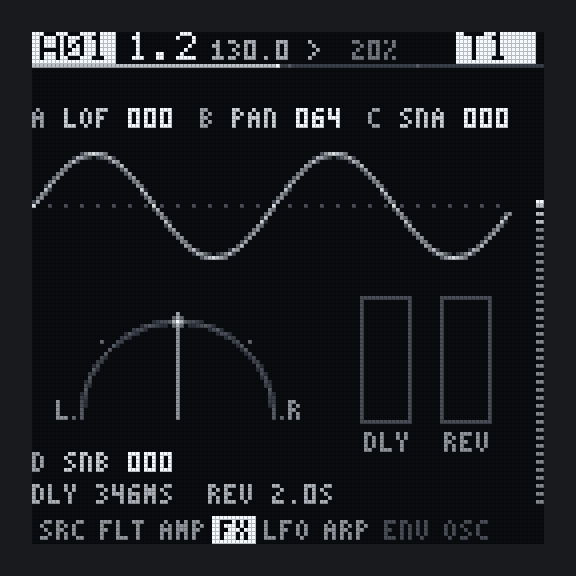 A01 1.2 130.0 > 20% T1
A LOF 000 B PAN 064 C SNA 000
L. .R
DLY REV
D SNB 000
DLY 346MS REV 2.0S
SRC FLT AMP FX LFO ARP ENV OSC